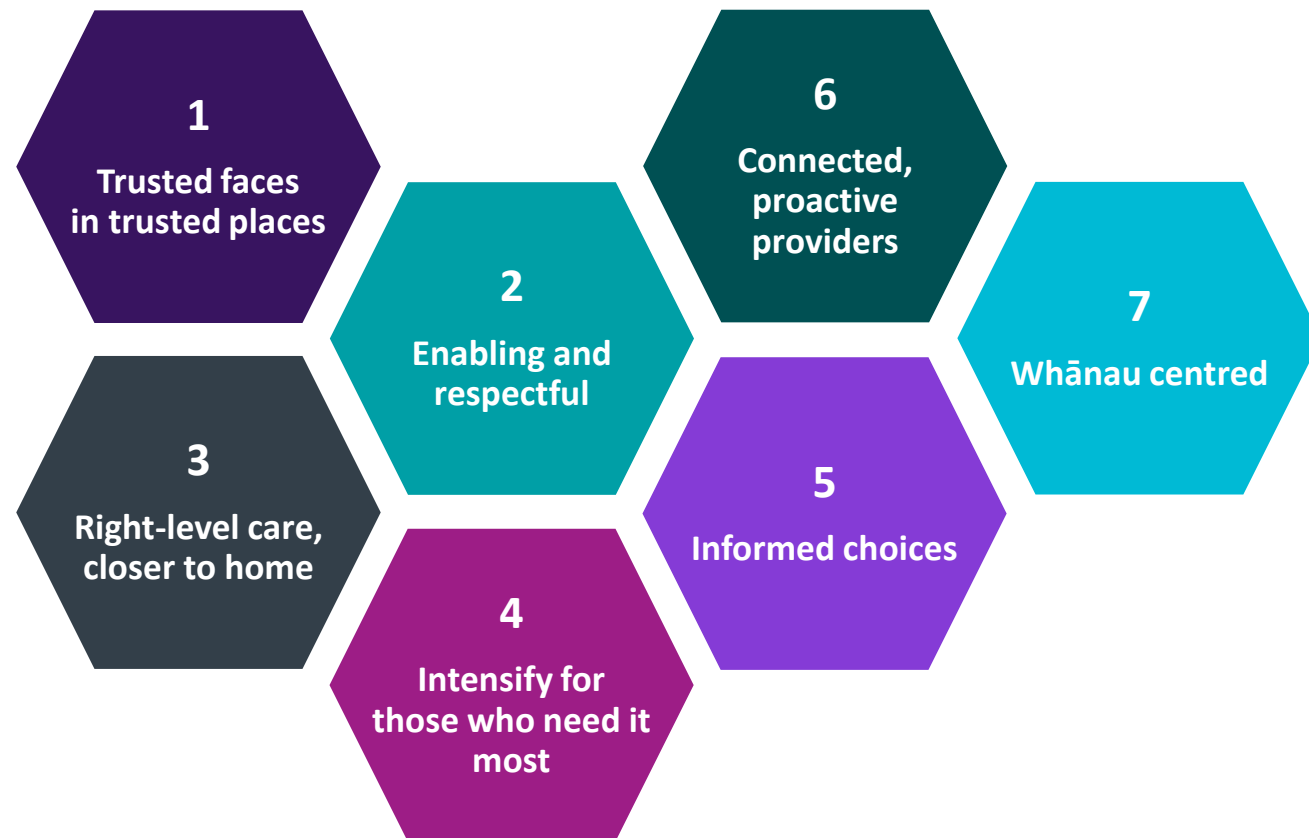 1
Trusted faces
in trusted places
2
Enabling and
respectful
3
Right-level care,
closer to home
4
Intensify for
those who need it
most
5
Informed choices
6
Connected,
proactive
providers
7
Whānau centred